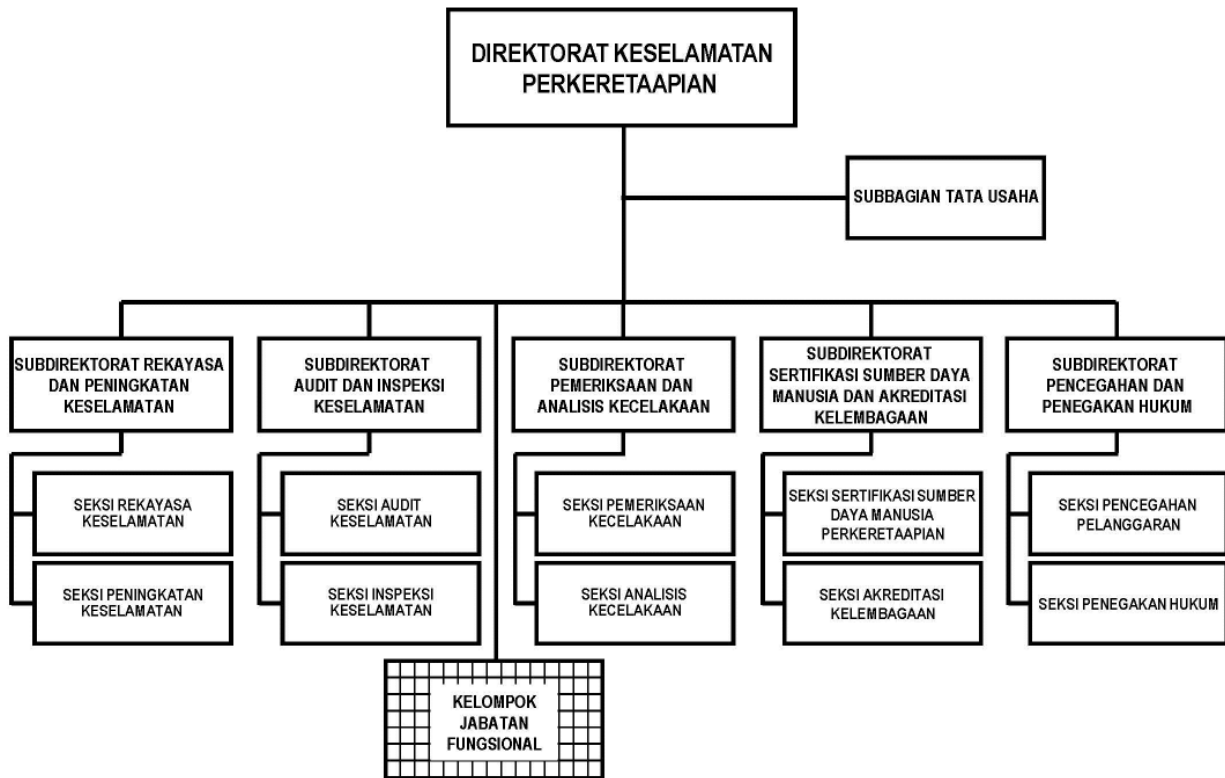 DIREKTORAT KESELAMATAN
PERKERETAAPIAN
SUBBAGIAN TATA USAHA
SUBDIREKTORAT REKAYASA
DAN PENINGKATAN
KESELAMATAN
SUBDIREKTORAT
AUDIT DAN INSPEKSI
KESELAMATAN
SUBDIREKTORAT
PEMERIKSAAN DAN
ANALISIS KECELAKAAN
SUBDIREKTORAT
SERTIFIKASI SUMBER DAYA
MANUSIA DAN AKREDITASI
KELEMBAGAAN
SUBDIREKTORAT
PENCEGAHAN DAN
PENEGAKAN HUKUM
SEKSI REKAYASA
KESELAMATAN
SEKSI AUDIT
KESELAMATAN
SEKSI PEMERIKSAAN
KECELAKAAN
SEKSI SERTIFIKASI SUMBER
DAYA MANUSIA
PERKERETAAPIAN
SEKSI PENCEGAHAN
PELANGGARAN
SEKSI PENINGKATAN
KESELAMATAN
SEKSI INSPEKSI
KESELAMATAN
SEKSI ANALISIS
KECELAKAAN
SEKSI AKREDITASI
KELEMBAGAAN
SEKSI PENEGAKAN HUKUM
KELOMPOK
JABATAN
FUNGSIONAL